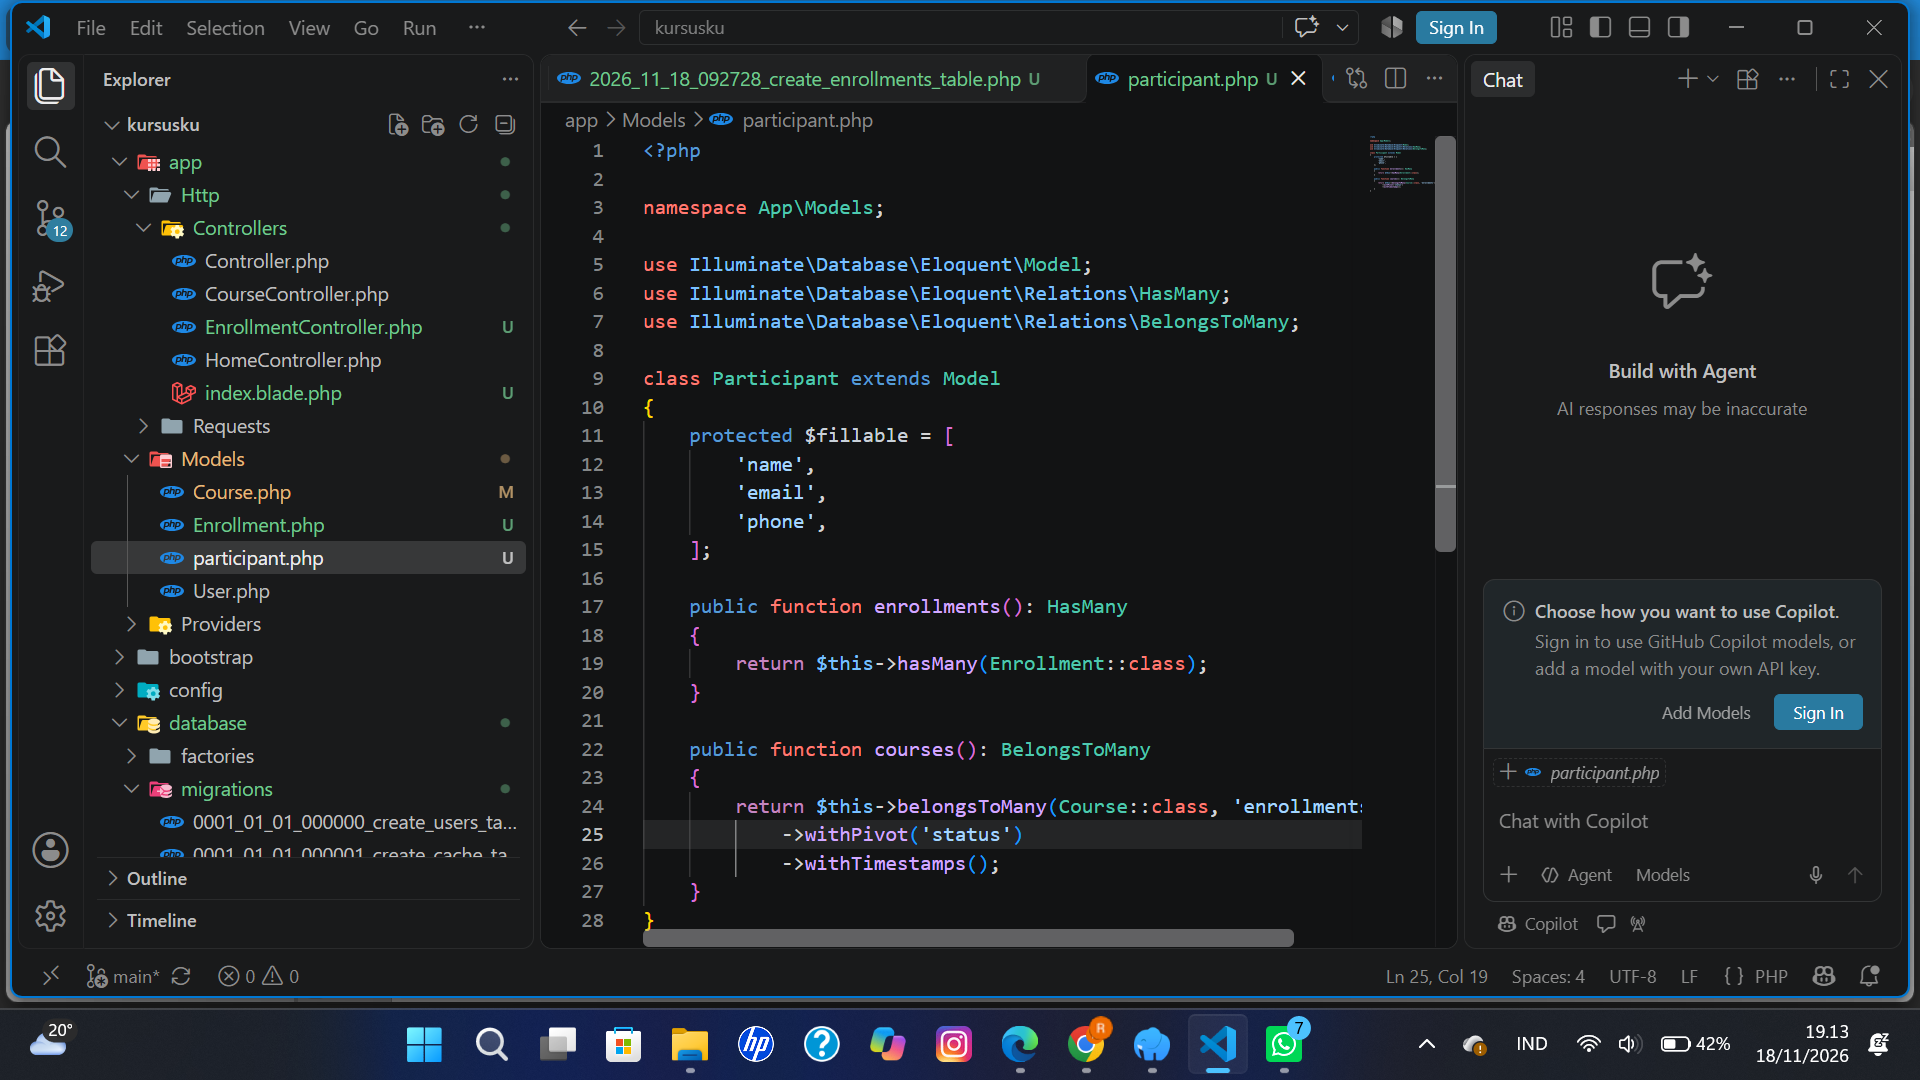 File Edit Selection View Go Run ···
kursusku
Sign In
Explorer
kursusku
app
Http
Controllers
Controller.php
CourseController.php
EnrollmentController.php U
HomeController.php
index.blade.php U
Requests
Models
Course.php M
Enrollment.php U
participant.php U
User.php
Providers
bootstrap
config
database
factories
migrations
0001_01_01_000000_create_users_ta...
0001_01_01_000001_create_cache_ta...
Outline
Timeline
12
2026_11_18_092728_create_enrollments_table.php U
participant.php U
app > Models > participant.php
1 <?php
2
3 namespace App\Models;
4
5 use Illuminate\Database\Eloquent\Model;
6 use Illuminate\Database\Eloquent\Relations\HasMany;
7 use Illuminate\Database\Eloquent\Relations\BelongsToMany;
8
9 class Participant extends Model
10 {
11     protected $fillable = [
12         'name',
13         'email',
14         'phone',
15     ];
16
17     public function enrollments(): HasMany
18     {
19         return $this->hasMany(Enrollment::class);
20     }
21
22     public function courses(): BelongsToMany
23     {
24         return $this->belongsToMany(Course::class, 'enrollments
25             ->withPivot('status')
26             ->withTimestamps();
27     }
28 }
Chat
Build with Agent
AI responses may be inaccurate
Choose how you want to use Copilot.
Sign in to use GitHub Copilot models, or
add a model with your own API key.
Add Models Sign In
participant.php
Chat with Copilot
Agent Models
Copilot
main* 0 0
Ln 25, Col 19 Spaces: 4 UTF-8 LF { } PHP
20°
hp
?
R
7
IND
42%
19.13
18/11/2026